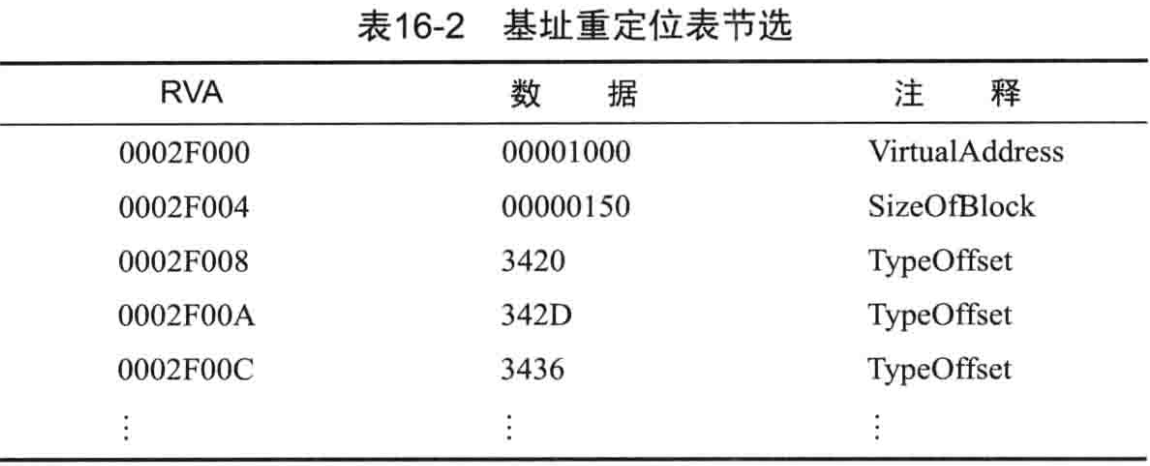 表16-2 基址重定位表节选
RVA 数 据 注 释
0002F000 00001000 VirtualAddress
0002F004 00000150 SizeOfBlock
0002F008 3420 TypeOffset
0002F00A 342D TypeOffset
0002F00C 3436 TypeOffset
⋮ ⋮ ⋮